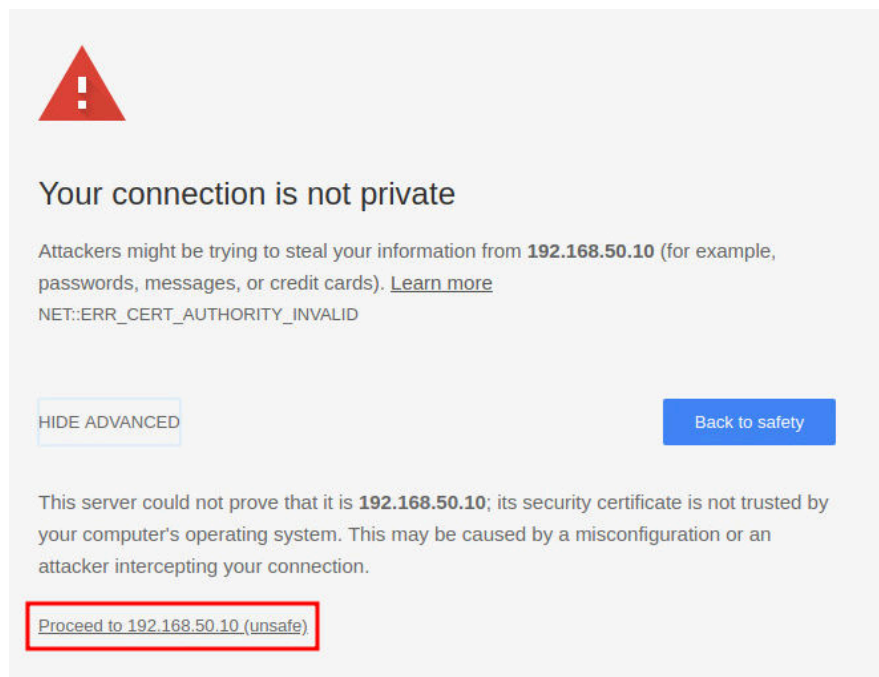 Your connection is not private
Attackers might be trying to steal your information from 192.168.50.10 (for example,
passwords, messages, or credit cards). Learn more
NET::ERR_CERT_AUTHORITY_INVALID
HIDE ADVANCED
Back to safety
This server could not prove that it is 192.168.50.10; its security certificate is not trusted by
your computer's operating system. This may be caused by a misconfiguration or an
attacker intercepting your connection.
Proceed to 192.168.50.10 (unsafe)